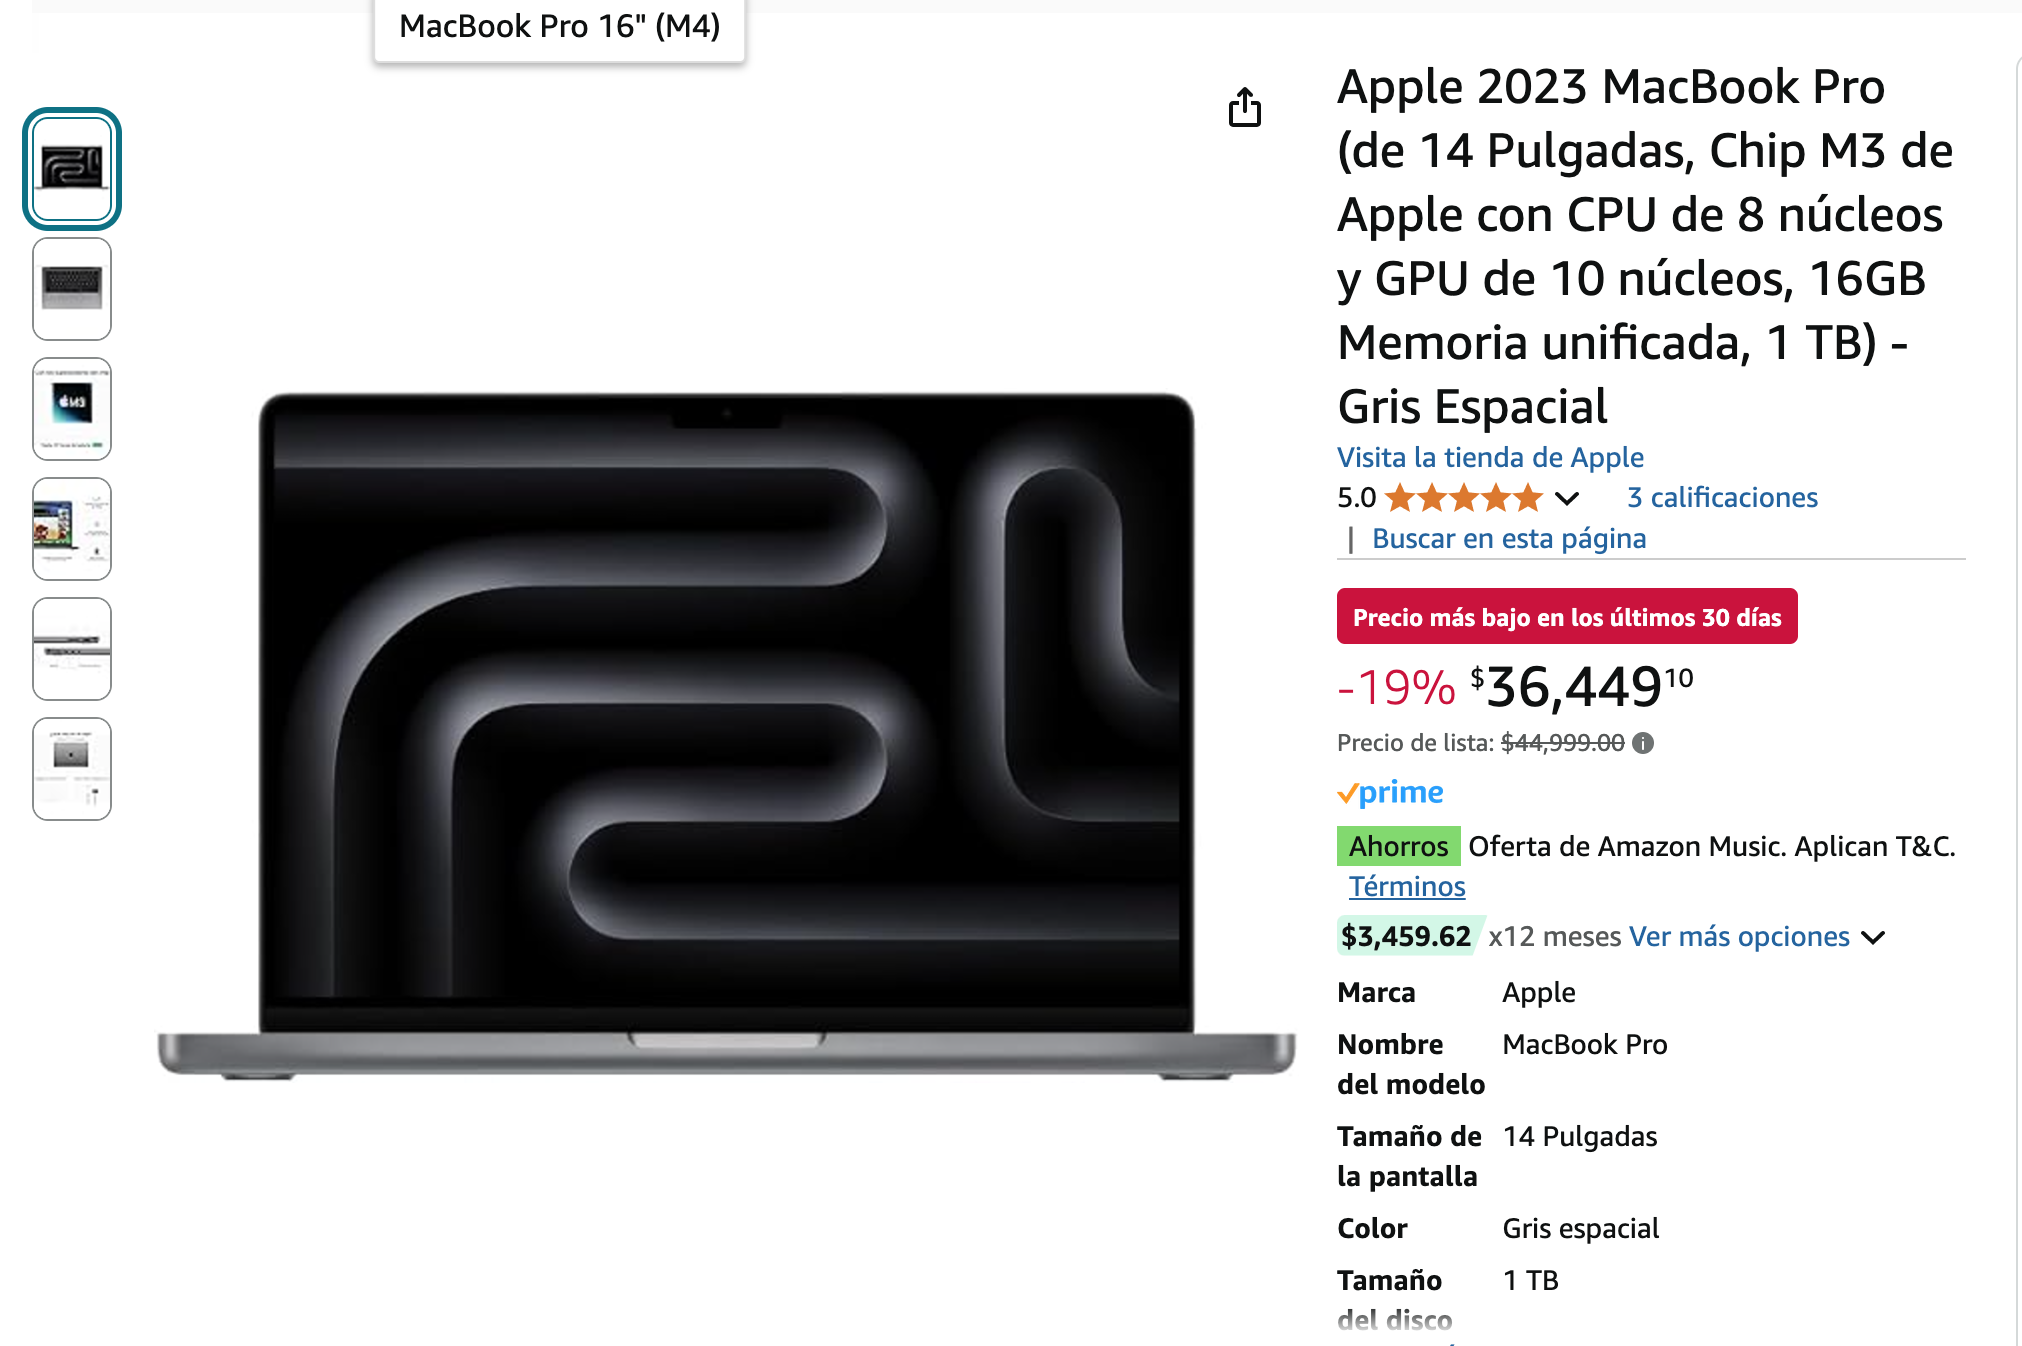 MacBook Pro 16" (M4)
Apple 2023 MacBook Pro
(de 14 Pulgadas, Chip M3 de
Apple con CPU de 8 núcleos
y GPU de 10 núcleos, 16GB
Memoria unificada, 1 TB) -
Gris Espacial
Visita la tienda de Apple
5.0 3 calificaciones
| Buscar en esta página
Precio más bajo en los últimos 30 días
-19% $36,44910
Precio de lista: $44,999.00
prime
Ahorros Oferta de Amazon Music. Aplican T&C.
Términos
$3,459.62 x12 meses Ver más opciones
Marca Apple
Nombre MacBook Pro
del modelo
Tamaño de 14 Pulgadas
la pantalla
Color Gris espacial
Tamaño 1 TB
del disco
M3